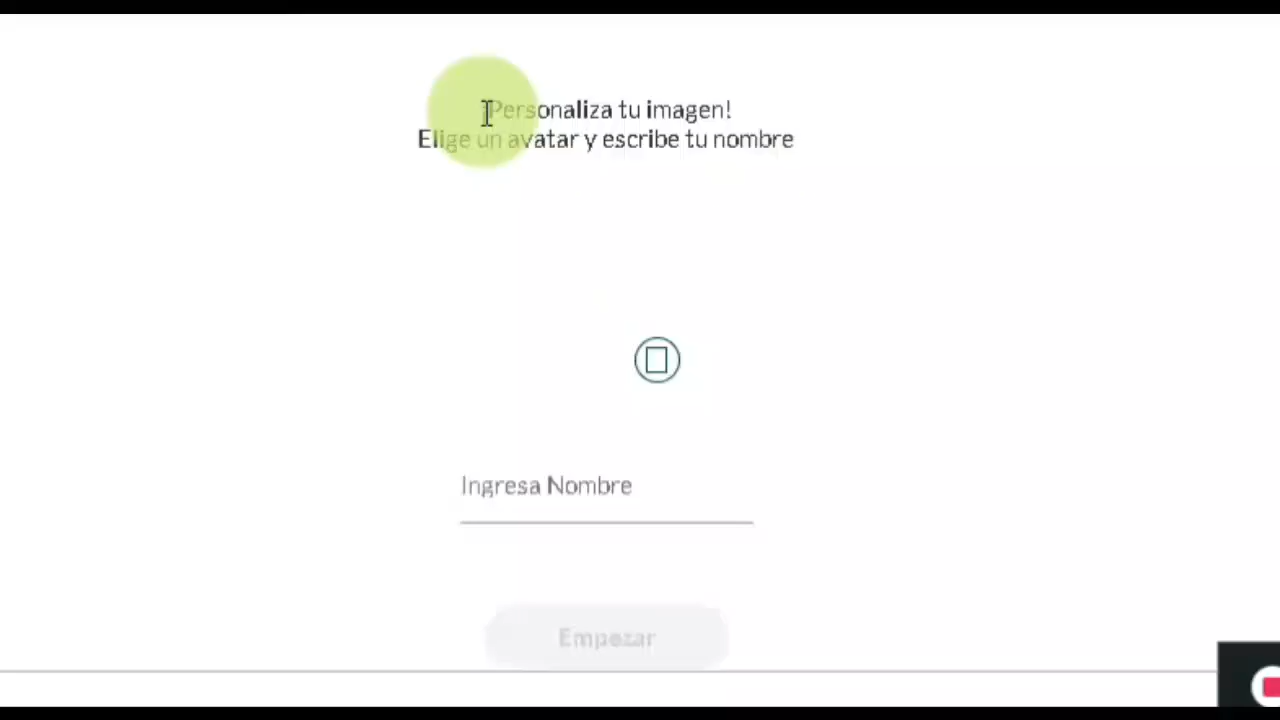 ¡Personaliza tu imagen!
Elige un avatar y escribe tu nombre
Ingresa Nombre
Empezar